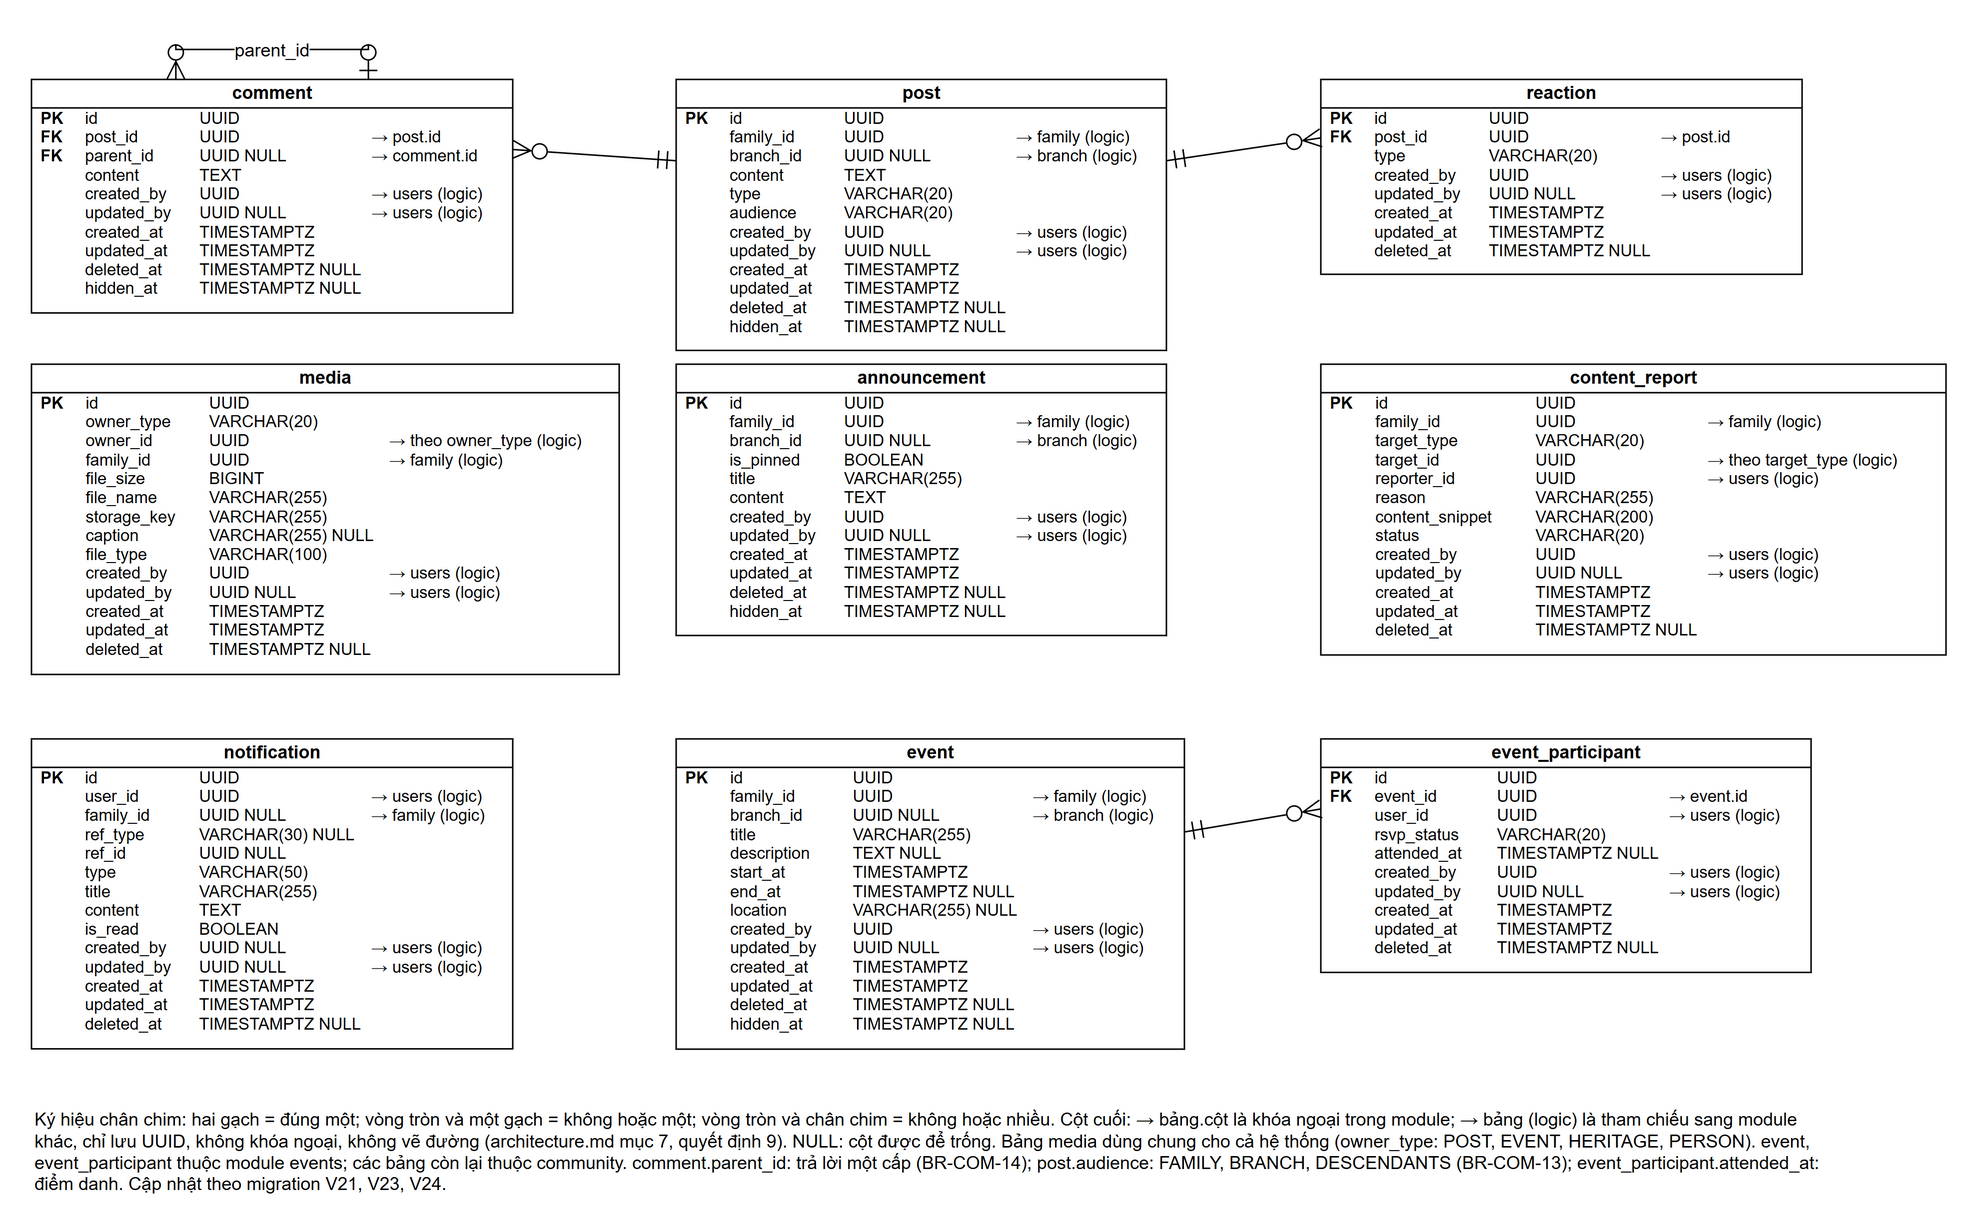 parent_id
comment
PK id UUID
FK post_id UUID → post.id
FK parent_id UUID NULL → comment.id
content TEXT
created_by UUID → users (logic)
updated_by UUID NULL → users (logic)
created_at TIMESTAMPTZ
updated_at TIMESTAMPTZ
deleted_at TIMESTAMPTZ NULL
hidden_at TIMESTAMPTZ NULL
post
PK id UUID
family_id UUID → family (logic)
branch_id UUID NULL → branch (logic)
content TEXT
type VARCHAR(20)
audience VARCHAR(20)
created_by UUID → users (logic)
updated_by UUID NULL → users (logic)
created_at TIMESTAMPTZ
updated_at TIMESTAMPTZ
deleted_at TIMESTAMPTZ NULL
hidden_at TIMESTAMPTZ NULL
reaction
PK id UUID
FK post_id UUID → post.id
type VARCHAR(20)
created_by UUID → users (logic)
updated_by UUID NULL → users (logic)
created_at TIMESTAMPTZ
updated_at TIMESTAMPTZ
deleted_at TIMESTAMPTZ NULL
media
PK id UUID
owner_type VARCHAR(20)
owner_id UUID → theo owner_type (logic)
family_id UUID → family (logic)
file_size BIGINT
file_name VARCHAR(255)
storage_key VARCHAR(255)
caption VARCHAR(255) NULL
file_type VARCHAR(100)
created_by UUID → users (logic)
updated_by UUID NULL → users (logic)
created_at TIMESTAMPTZ
updated_at TIMESTAMPTZ
deleted_at TIMESTAMPTZ NULL
announcement
PK id UUID
family_id UUID → family (logic)
branch_id UUID NULL → branch (logic)
is_pinned BOOLEAN
title VARCHAR(255)
content TEXT
created_by UUID → users (logic)
updated_by UUID NULL → users (logic)
created_at TIMESTAMPTZ
updated_at TIMESTAMPTZ
deleted_at TIMESTAMPTZ NULL
hidden_at TIMESTAMPTZ NULL
content_report
PK id UUID
family_id UUID → family (logic)
target_type VARCHAR(20)
target_id UUID → theo target_type (logic)
reporter_id UUID → users (logic)
reason VARCHAR(255)
content_snippet VARCHAR(200)
status VARCHAR(20)
created_by UUID → users (logic)
updated_by UUID NULL → users (logic)
created_at TIMESTAMPTZ
updated_at TIMESTAMPTZ
deleted_at TIMESTAMPTZ NULL
notification
PK id UUID
user_id UUID → users (logic)
family_id UUID NULL → family (logic)
ref_type VARCHAR(30) NULL
ref_id UUID NULL
type VARCHAR(50)
title VARCHAR(255)
content TEXT
is_read BOOLEAN
created_by UUID NULL → users (logic)
updated_by UUID NULL → users (logic)
created_at TIMESTAMPTZ
updated_at TIMESTAMPTZ
deleted_at TIMESTAMPTZ NULL
event
PK id UUID
family_id UUID → family (logic)
branch_id UUID NULL → branch (logic)
title VARCHAR(255)
description TEXT NULL
start_at TIMESTAMPTZ
end_at TIMESTAMPTZ NULL
location VARCHAR(255) NULL
created_by UUID → users (logic)
updated_by UUID NULL → users (logic)
created_at TIMESTAMPTZ
updated_at TIMESTAMPTZ
deleted_at TIMESTAMPTZ NULL
hidden_at TIMESTAMPTZ NULL
event_participant
PK id UUID
FK event_id UUID → event.id
user_id UUID → users (logic)
rsvp_status VARCHAR(20)
attended_at TIMESTAMPTZ NULL
created_by UUID → users (logic)
updated_by UUID NULL → users (logic)
created_at TIMESTAMPTZ
updated_at TIMESTAMPTZ
deleted_at TIMESTAMPTZ NULL
Ký hiệu chân chim: hai gạch = đúng một; vòng tròn và một gạch = không hoặc một; vòng tròn và chân chim = không hoặc nhiều. Cột cuối: → bảng.cột là khóa ngoại trong module; → bảng (logic) là tham chiếu sang module
khác, chỉ lưu UUID, không khóa ngoại, không vẽ đường (architecture.md mục 7, quyết định 9). NULL: cột được để trống. Bảng media dùng chung cho cả hệ thống (owner_type: POST, EVENT, HERITAGE, PERSON). event,
event_participant thuộc module events; các bảng còn lại thuộc community. comment.parent_id: trả lời một cấp (BR-COM-14); post.audience: FAMILY, BRANCH, DESCENDANTS (BR-COM-13); event_participant.attended_at:
điểm danh. Cập nhật theo migration V21, V23, V24.